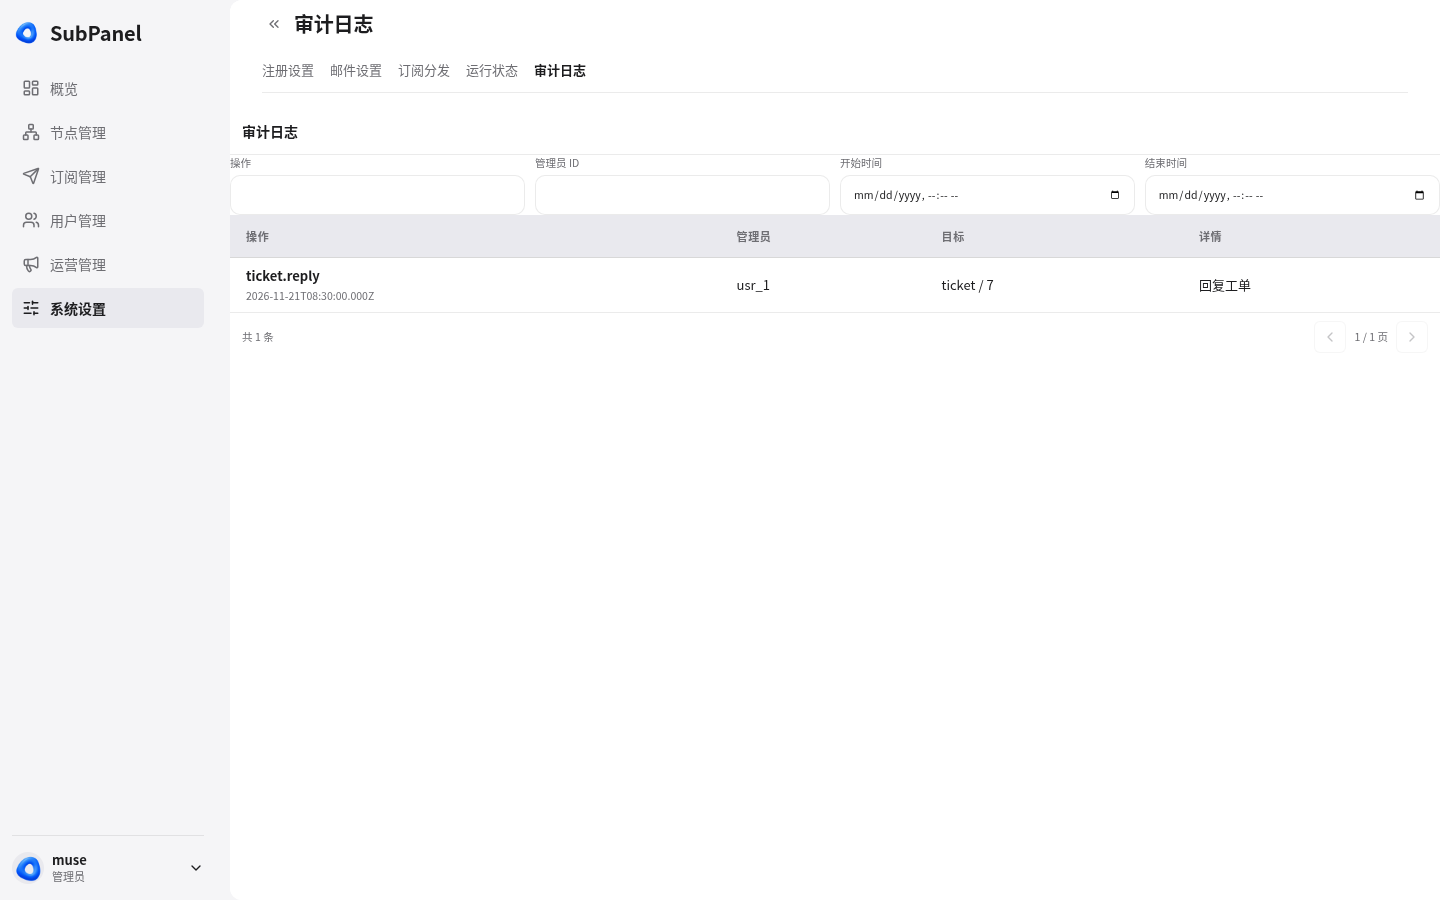 SubPanel
概览
节点管理
订阅管理
用户管理
运营管理
系统设置
muse
管理员
审计日志
注册设置 邮件设置 订阅分发 运行状态 审计日志
审计日志
操作 管理员 ID 开始时间 结束时间
mm/dd/yyyy, --:-- -- mm/dd/yyyy, --:-- --
操作 管理员 目标 详情
ticket.reply
2026-11-21T08:30:00.000Z
usr_1 ticket / 7 回复工单
共 1 条 1 / 1 页